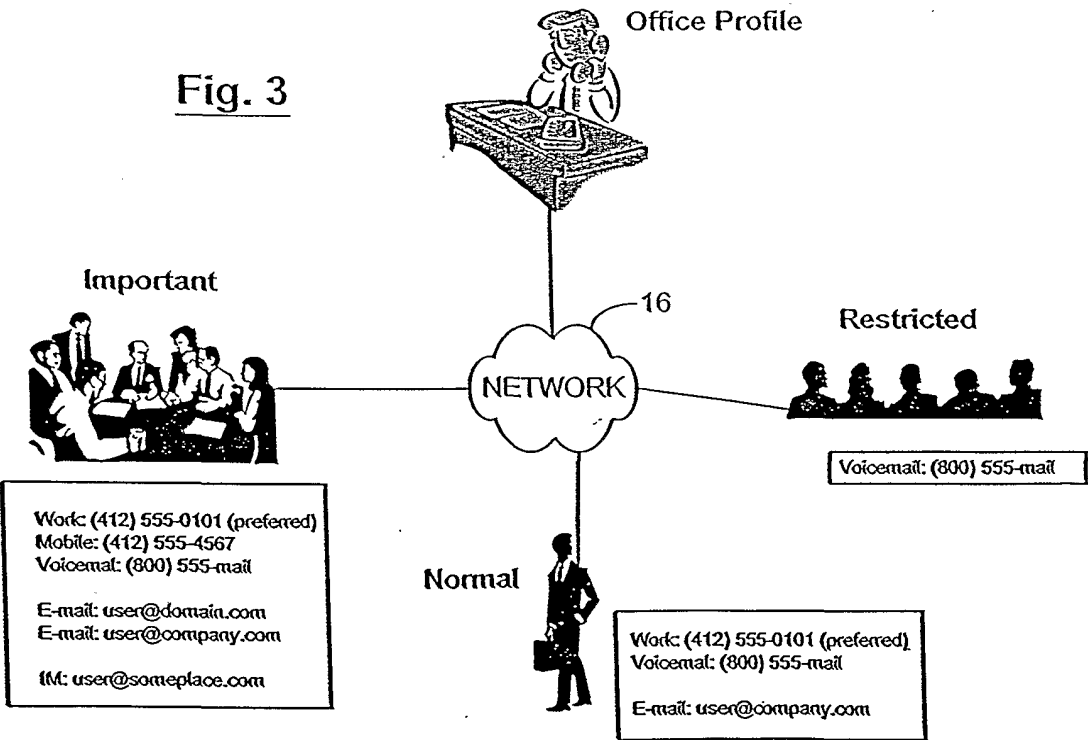 Office Profile
Fig. 3
Important
16
Restricted
NETWORK
Voicemail: (800) 555-mail
Work: (412) 555-0101 (preferred)
Mobile: (412) 555-4567
Voicemal: (800) 555-mail
E-mail: user@domain.com
E-mail: user@company.com
IM: user@someplace.com
Normal
Work: (412) 555-0101 (preferred)
Voicemal: (800) 555-mail
E-mail: user@company.com